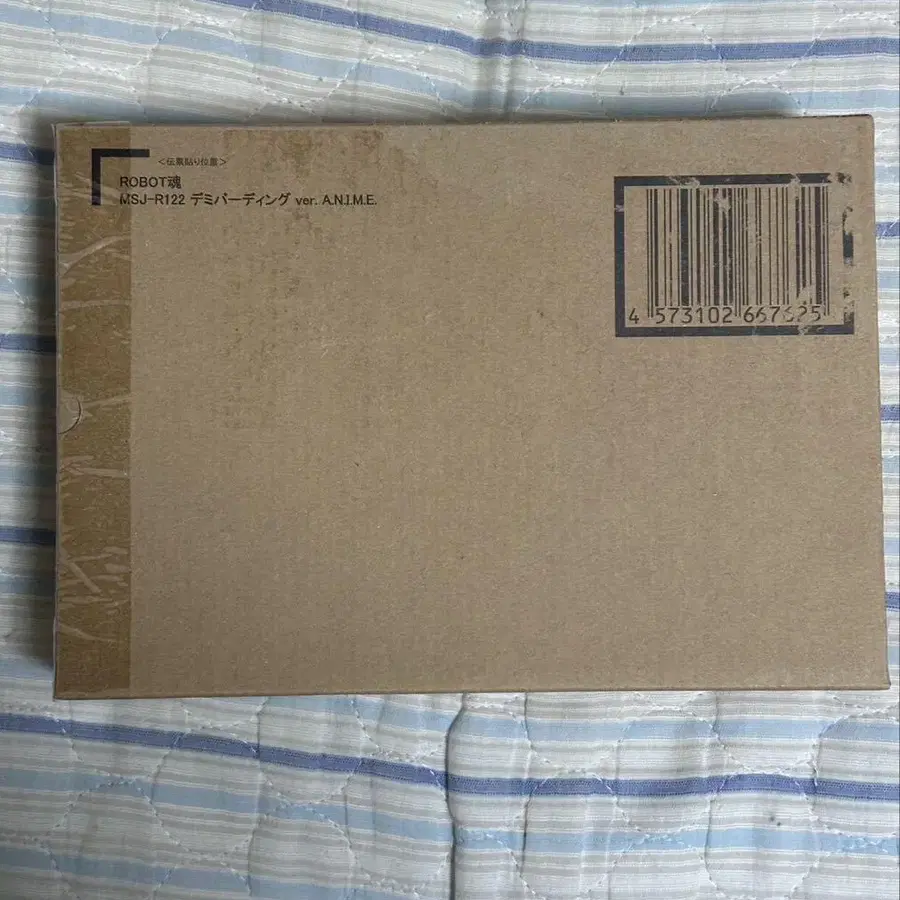 <伝票貼り位置>
ROBOT魂
MSJ-R122 デミバーディング ver. A.N.I.M.E.
4 573102 667625